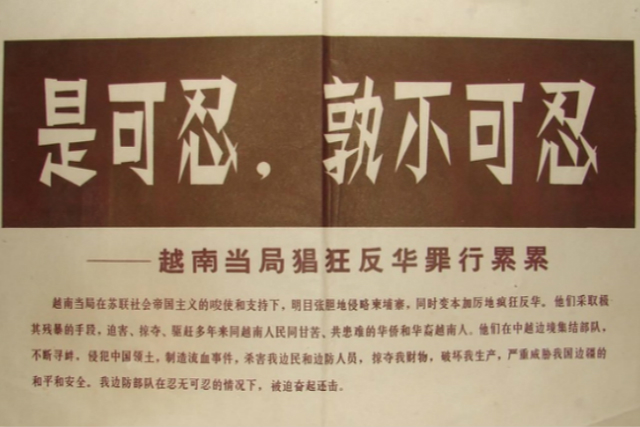 是可忍，孰不可忍
——越南当局猖狂反华罪行累累
越南当局在苏联社会帝国主义的唆使和支持下，明目张胆地侵略柬埔寨，同时变本加厉地疯狂反华。他们采取极
其残暴的手段，迫害、掠夺、驱赶多年来同越南人民同甘苦、共患难的华侨和华裔越南人。他们在中越边境集结部队，
不断寻衅，侵犯中国领土，制造流血事件，杀害我边民和边防人员，掠夺我财物，破坏我生产，严重威胁我国边疆的
和平和安全。我边防部队在忍无可忍的情况下，被迫奋起还击。